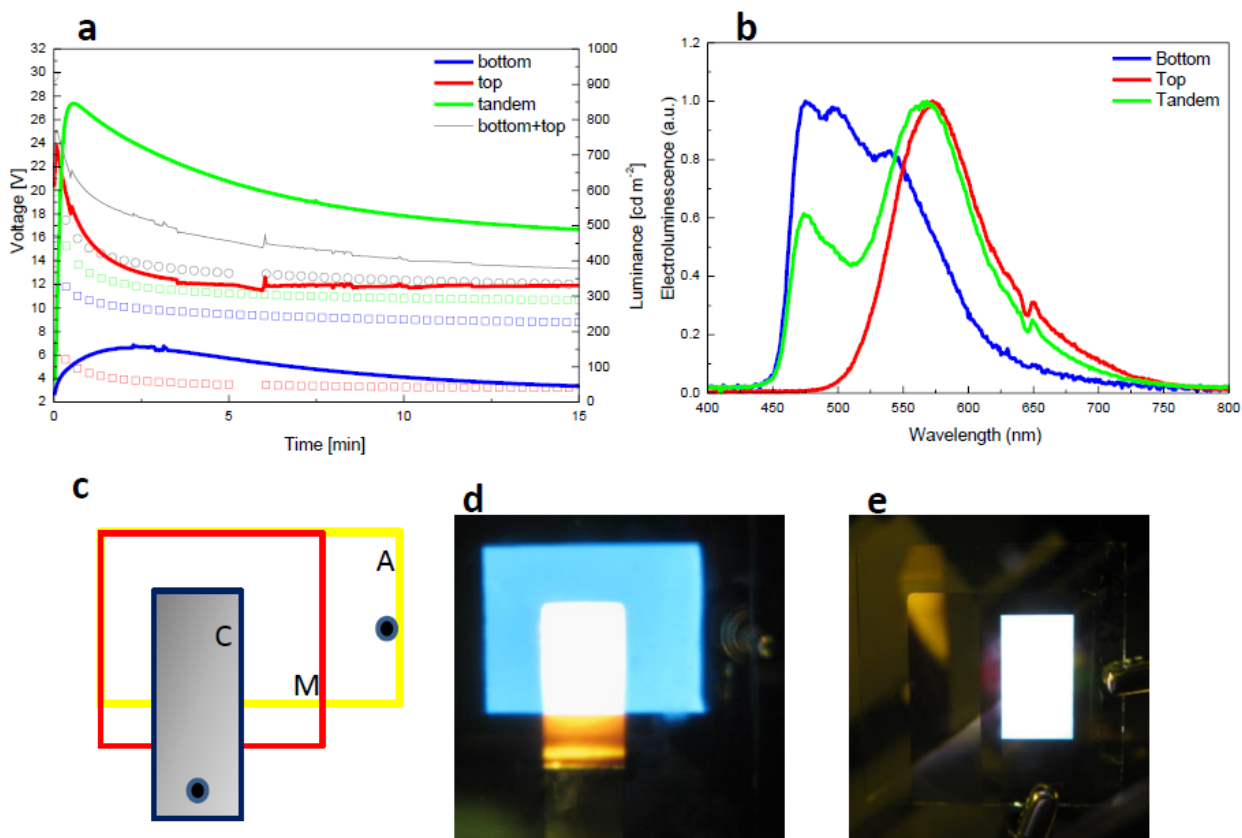 a
32
30
28
26
24
22
20
18
16
14
12
10
8
6
4
2
Voltage [V]
0
5
10
15
Time [min]
1000
900
800
700
600
500
400
300
200
100
0
Luminance [cd m-2]
bottom
top
tandem
bottom+top
b
1.2
1.0
0.8
0.6
0.4
0.2
0.0
Electroluminescence (a.u.)
400
450
500
550
600
650
700
750
800
Wavelength (nm)
Bottom
Top
Tandem
c
A
C
M
d
e